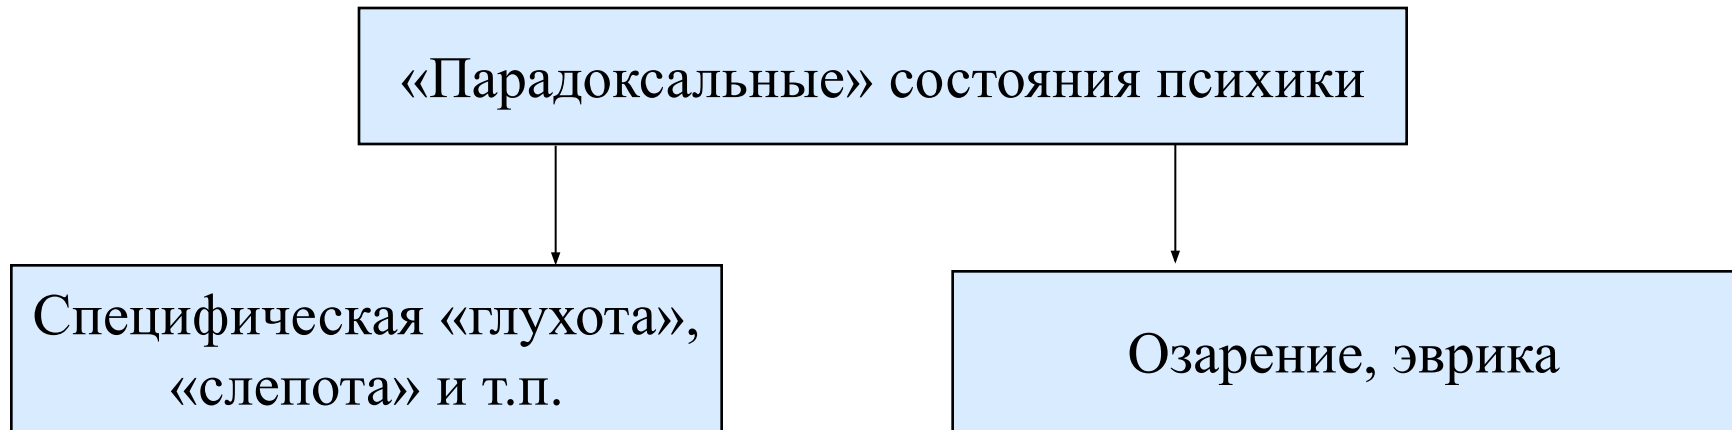 «Парадоксальные» состояния психики
Специфическая «глухота»,
«слепота» и т.п.
Озарение, эврика